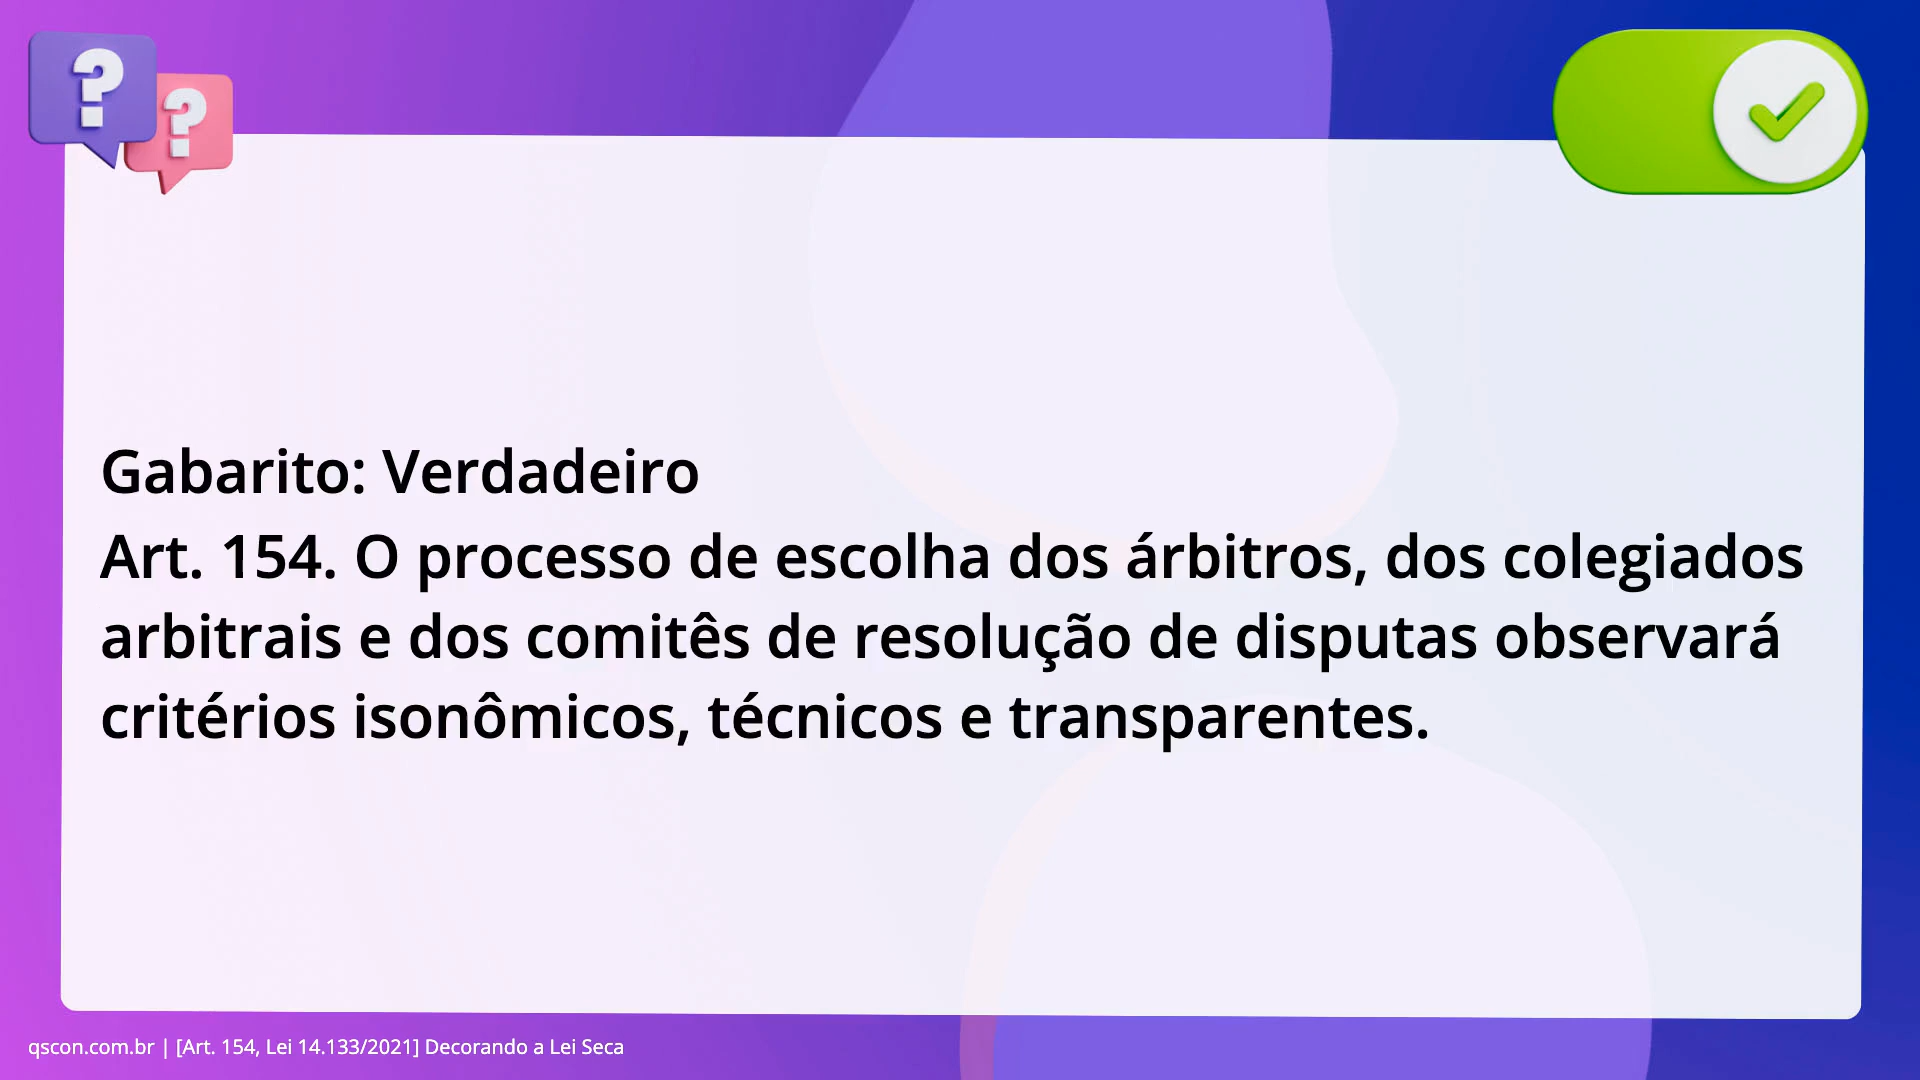 Gabarito: Verdadeiro
Art. 154. O processo de escolha dos árbitros, dos colegiados
arbitrais e dos comitês de resolução de disputas observará
critérios isonômicos, técnicos e transparentes.
qscon.com.br | [Art. 154, Lei 14.133/2021] Decorando a Lei Seca